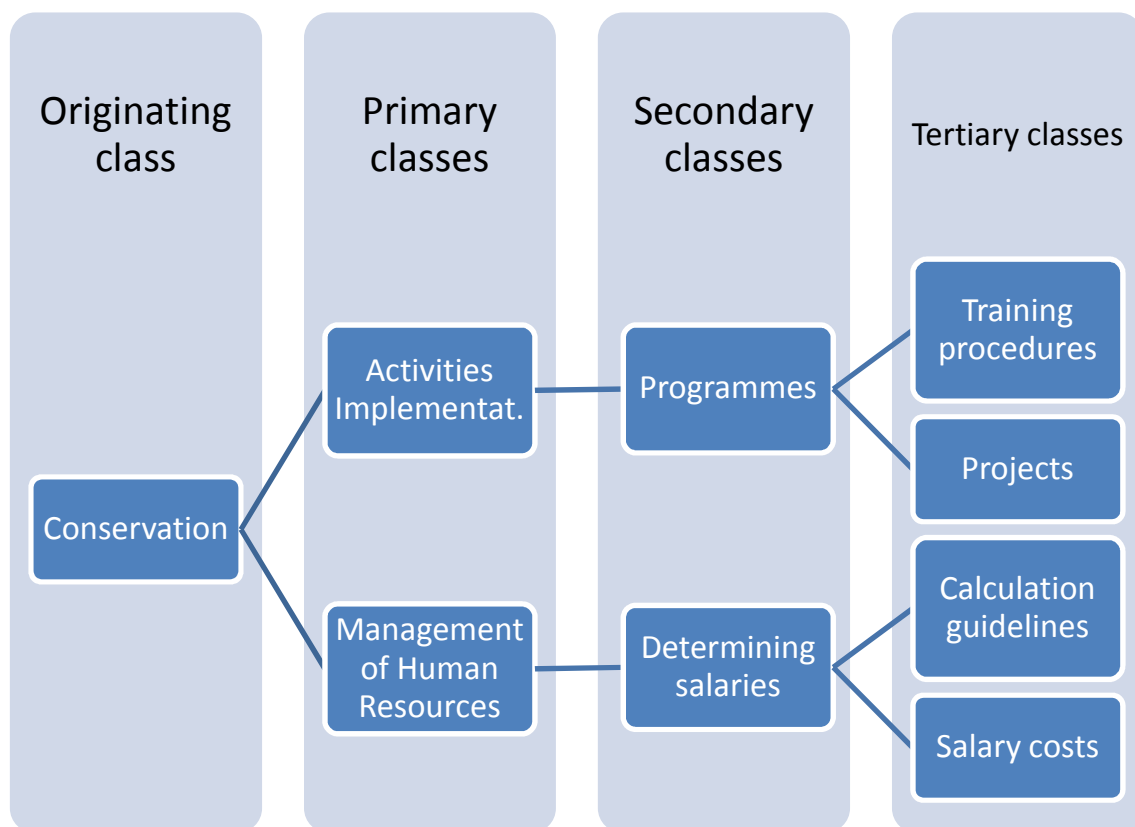 Originating
class
Primary
classes
Secondary
classes
Tertiary classes
Conservation
Activities
Implementat.
Management
of Human
Resources
Programmes
Determining
salaries
Training
procedures
Projects
Calculation
guidelines
Salary costs